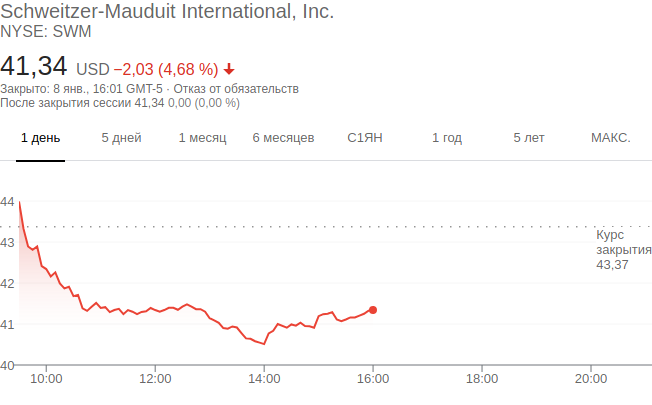 Schweitzer-Mauduit International, Inc.
NYSE: SWM
41,34 USD −2,03 (4,68 %)
Закрыто: 8 янв., 16:01 GMT-5 · Отказ от обязательств
После закрытия сессии 41,34 0,00 (0,00 %)
1 день 5 дней 1 месяц 6 месяцев С1ЯН 1 год 5 лет МАКС.
44
Курс
закрытия
43
43,37
42
41
40
10:00 12:00 14:00 16:00 18:00 20:00